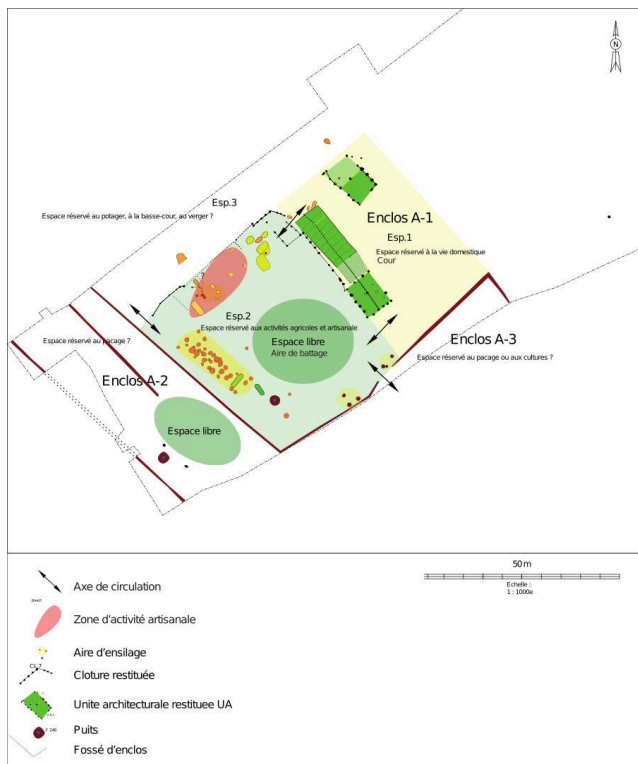 N
Esp.3
Espace réservé au potager, à la basse-cour, au verger ?
Enclos A-1
Esp.1
Espace réservé à la vie domestique
Cour
?
Esp.2
Espace réservé aux activités agricoles et artisanale
Espace réservé au pacage ?
Espace libre
Aire de battage
Enclos A-3
Espace réservé au pacage ou aux cultures ?
Enclos A-2
Espace libre
50 m
Echelle :
1 : 1000e
Axe de circulation
Zone d'activité artisanale
Aire d'ensilage
CL 7
Cloture restituée
Unite architecturale restituee UA
Puits
F 246
Fossé d'enclos